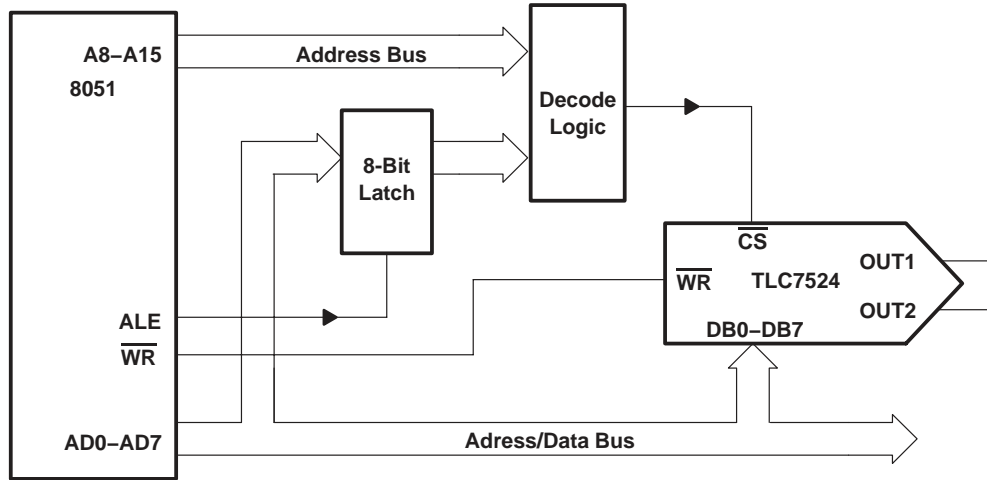 A8–A15
Address Bus
8051
Decode
Logic
8-Bit
Latch
CS
WR
TLC7524
OUT1
OUT2
DB0–DB7
ALE
WR
AD0–AD7
Adress/Data Bus